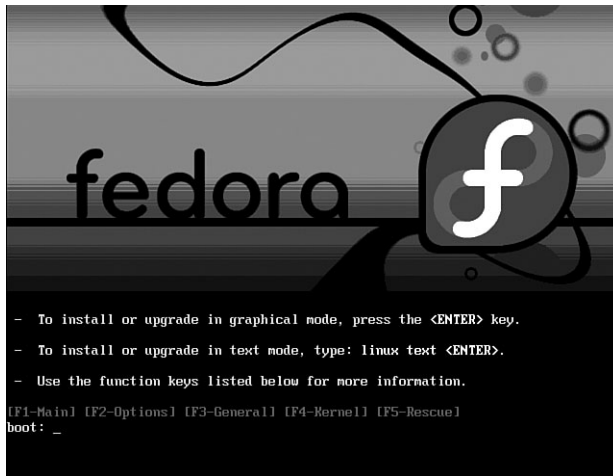 fedora
f
- To install or upgrade in graphical mode, press the <ENTER> key.
- To install or upgrade in text mode, type: linux text <ENTER>.
- Use the function keys listed below for more information.
[F1-Main] [F2-Options] [F3-General] [F4-Kernel] [F5-Rescue]
boot: _